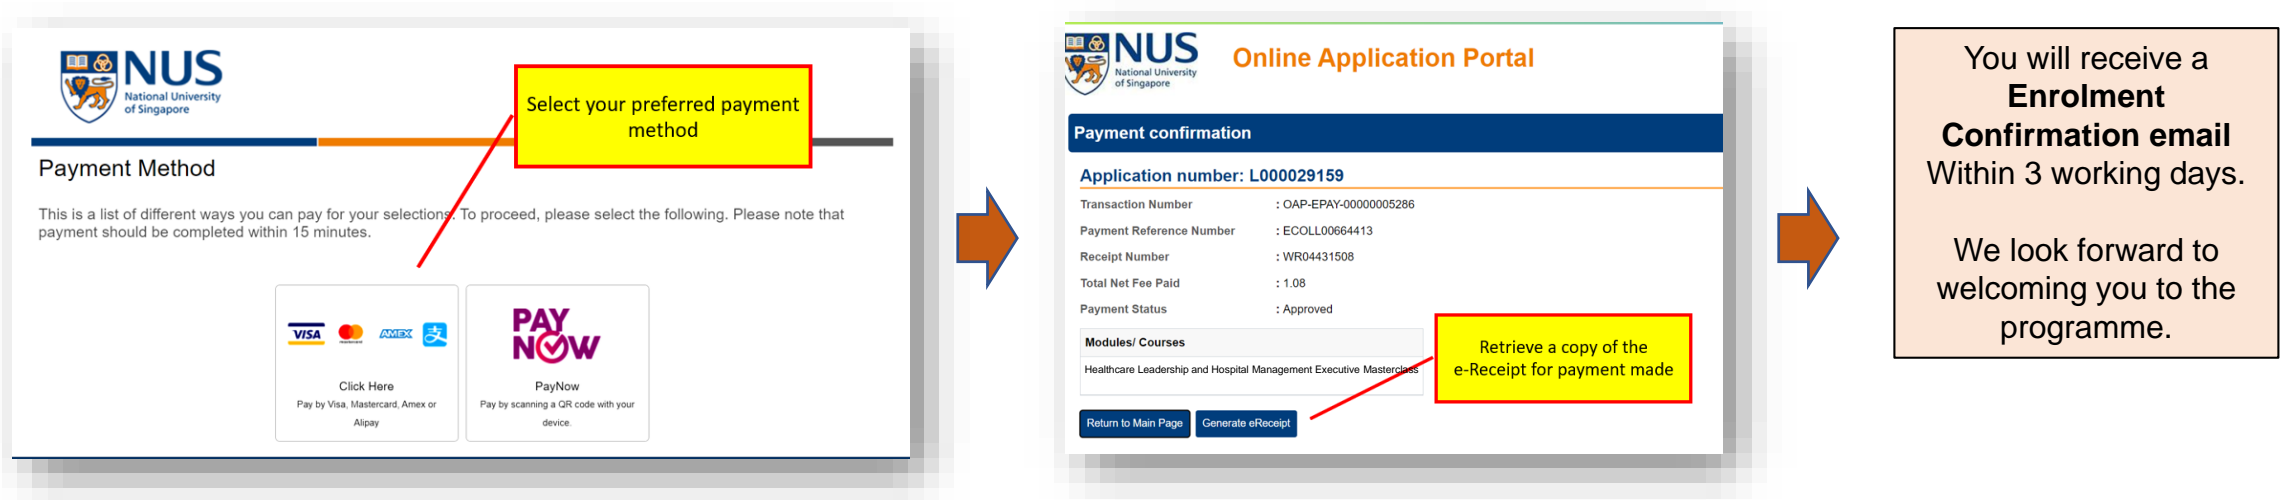 NUS
National University
of Singapore
Select your preferred payment
method
Payment Method
This is a list of different ways you can pay for your selections. To proceed, please select the following. Please note that
payment should be completed within 15 minutes.
VISA
AMEX
支
Click Here
Pay by Visa, Mastercard, Amex or
Alipay
PAY
NOW
PayNow
Pay by scanning a QR code with your
device.
NUS
National University
of Singapore
Online Application Portal
Payment confirmation
Application number: L000029159
Transaction Number : OAP-EPAY-00000005286
Payment Reference Number : ECOLL00664413
Receipt Number : WR04431508
Total Net Fee Paid : 1.08
Payment Status : Approved
Modules/ Courses
Healthcare Leadership and Hospital Management Executive Masterclass
Retrieve a copy of the
e-Receipt for payment made
Return to Main Page
Generate eReceipt
You will receive a
Enrolment
Confirmation email
Within 3 working days.
We look forward to
welcoming you to the
programme.